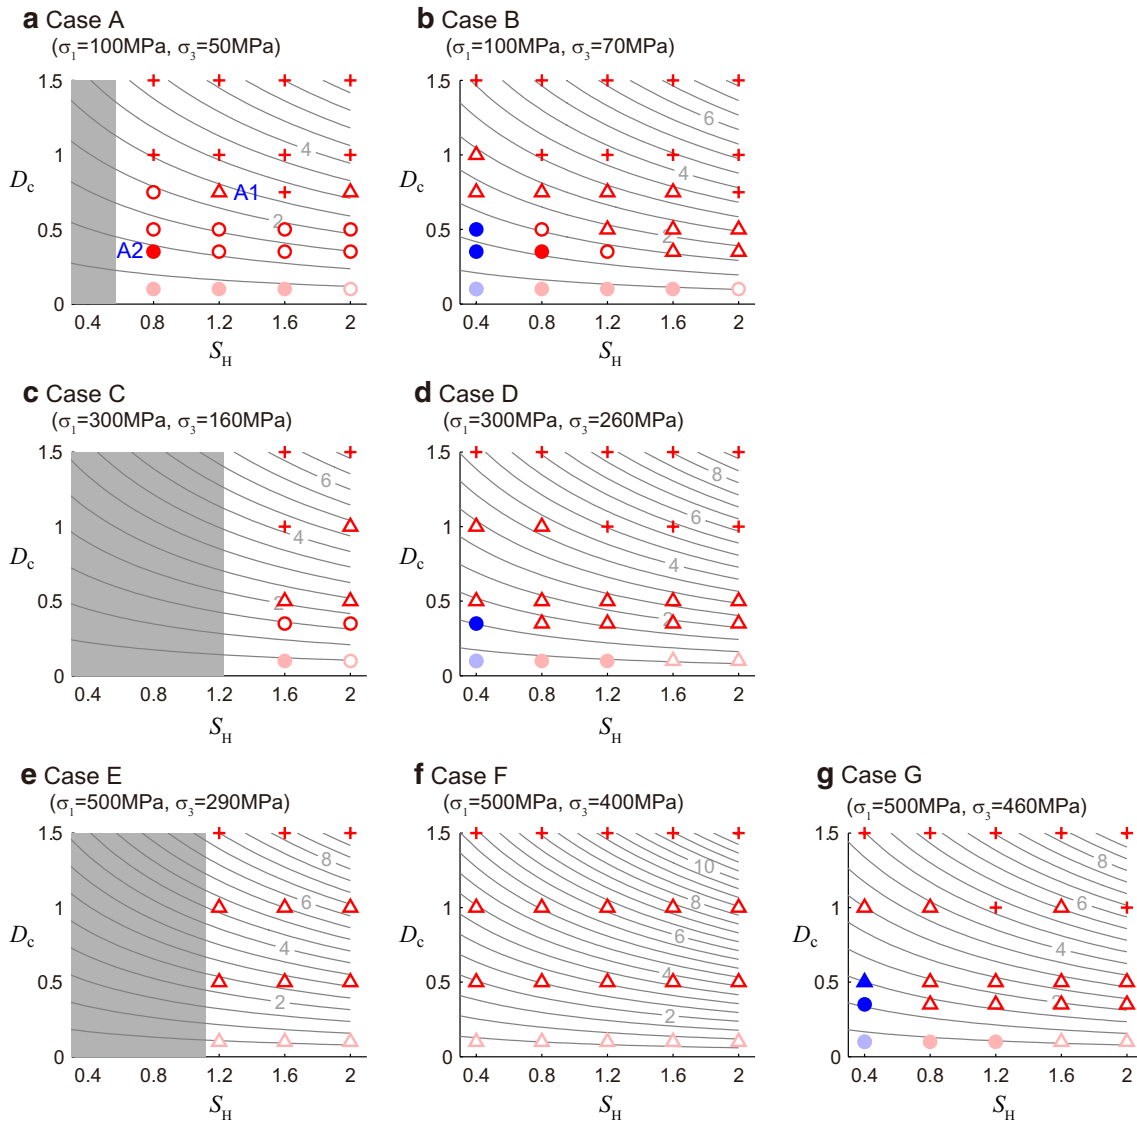 a Case A
(σ1=100MPa, σ3=50MPa)
1.5
1
0.5
0
Dc
4
2
A1
A2
0.4 0.8 1.2 1.6 2
SH
b Case B
(σ1=100MPa, σ3=70MPa)
1.5
1
0.5
0
Dc
6
4
2
0.4 0.8 1.2 1.6 2
SH
c Case C
(σ1=300MPa, σ3=160MPa)
1.5
1
0.5
0
Dc
6
4
2
0.4 0.8 1.2 1.6 2
SH
d Case D
(σ1=300MPa, σ3=260MPa)
1.5
1
0.5
0
Dc
8
6
4
2
0.4 0.8 1.2 1.6 2
SH
e Case E
(σ1=500MPa, σ3=290MPa)
1.5
1
0.5
0
Dc
8
6
4
2
0.4 0.8 1.2 1.6 2
SH
f Case F
(σ1=500MPa, σ3=400MPa)
1.5
1
0.5
0
Dc
10
8
6
4
2
0.4 0.8 1.2 1.6 2
SH
g Case G
(σ1=500MPa, σ3=460MPa)
1.5
1
0.5
0
Dc
8
6
4
2
0.4 0.8 1.2 1.6 2
SH